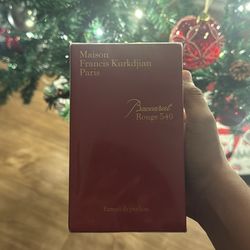 Maison
Francis Kurkdjian
Paris
Baccarat
Rouge 540
Extrait de parfum